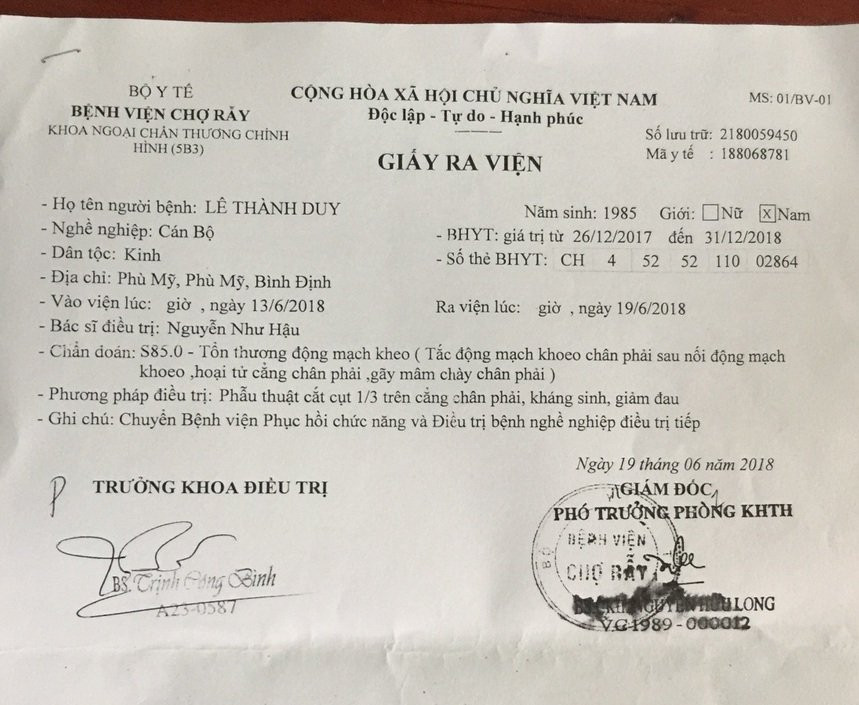 BỘ Y TẾ
BỆNH VIỆN CHỢ RẪY
KHOA NGOẠI CHẤN THƯƠNG CHỈNH
HÌNH (5B3)
CỘNG HÒA XÃ HỘI CHỦ NGHĨA VIỆT NAM
Độc lập - Tự do - Hạnh phúc
MS: 01/BV-01
Số lưu trữ: 2180059450
Mã y tế : 188068781
GIẤY RA VIỆN
- Họ tên người bệnh: LÊ THÀNH DUY
Năm sinh: 1985 Giới: Nữ X Nam
- Nghề nghiệp: Cán Bộ
- BHYT: giá trị từ 26/12/2017 đến 31/12/2018
- Dân tộc: Kinh
- Số thẻ BHYT: CH 4 52 52 110 02864
- Địa chỉ: Phù Mỹ, Phù Mỹ, Bình Định
- Vào viện lúc: giờ , ngày 13/6/2018 Ra viện lúc: giờ , ngày 19/6/2018
- Bác sĩ điều trị: Nguyễn Như Hậu
- Chẩn đoán: S85.0 - Tổn thượng động mạch kheo ( Tắc động mạch khoeo chân phải sau nối động mạch
khoeo ,hoại tử cẳng chân phải ,gãy mâm chày chân phải )
- Phương pháp điều trị: Phẫu thuật cắt cụt 1/3 trên cẳng chân phải, kháng sinh, giảm đau
- Ghi chú: Chuyển Bệnh viện Phục hồi chức năng và Điều trị bệnh nghề nghiệp điều trị tiếp
Ngày 19 tháng 06 năm 2018
TRƯỞNG KHOA ĐIỀU TRỊ
GIÁM ĐỐC
PHÓ TRƯỞNG PHÒNG KHTH
BỆNH VIỆN
CHỢ RẪY
BS. Trịnh Công Bình
A23-0587
NGUYỄN HỮU LONG
VG1989 - 000012